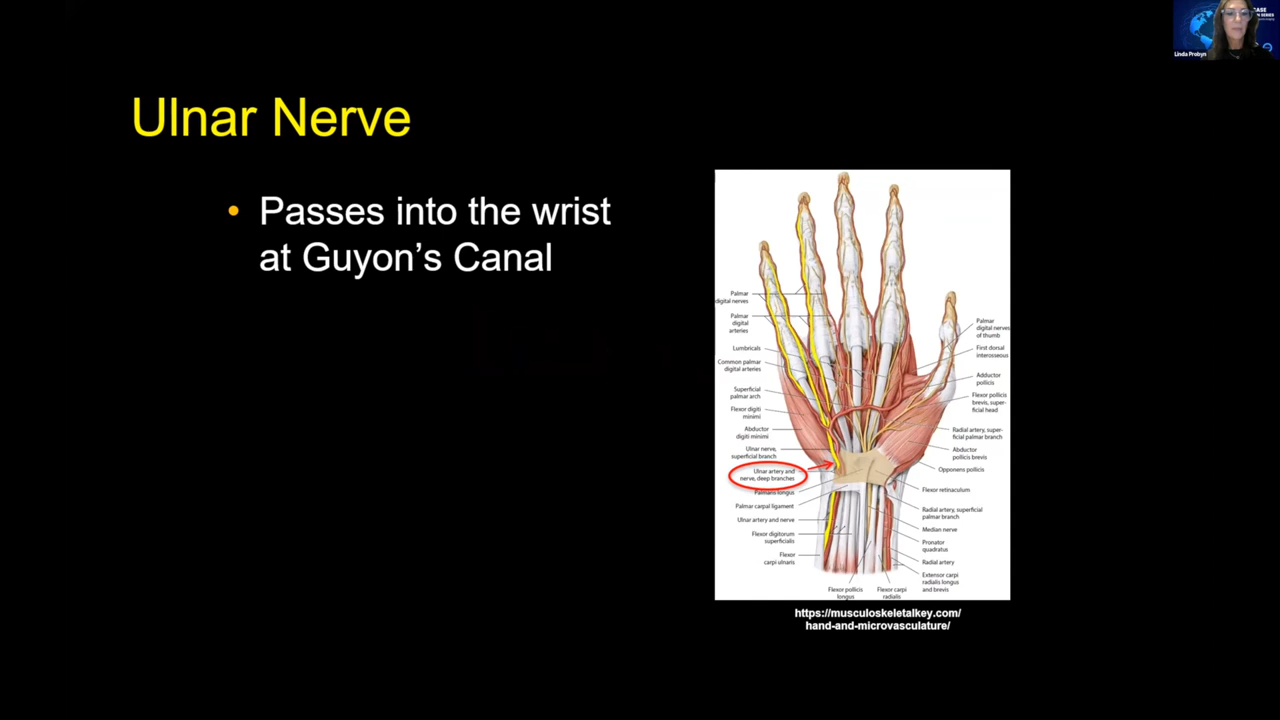 Linda Probyn
Ulnar Nerve
• Passes into the wrist
at Guyon's Canal
Palmar
digital nerves
Palmar
digital
arteries
Lumbricals
Common palmar
digital arteries
Superficial
palmar arch
Flexor digiti
minimi
Abductor
digiti minimi
Ulnar nerve,
superficial branch
Ulnar artery and
nerve, deep branches
Palmaris longus
Palmar carpal ligament
Ulnar artery and nerve
Flexor digitorum
superficialis
Flexor
carpi ulnaris
Flexor pollicis
longus
Flexor carpi
radialis
Palmar
digital nerves
of thumb
First dorsal
interosseous
Adductor
pollicis
Flexor pollicis
brevis, super-
ficial head
Radial artery, super-
ficial palmar branch
Abductor
pollicis brevis
Opponens pollicis
Flexor retinaculum
Radial artery, superficial
palmar branch
Median nerve
Pronator
quadratus
Radial artery
Extensor carpi
radialis longus
and brevis
https://musculoskeletalkey.com/
hand-and-microvasculature/